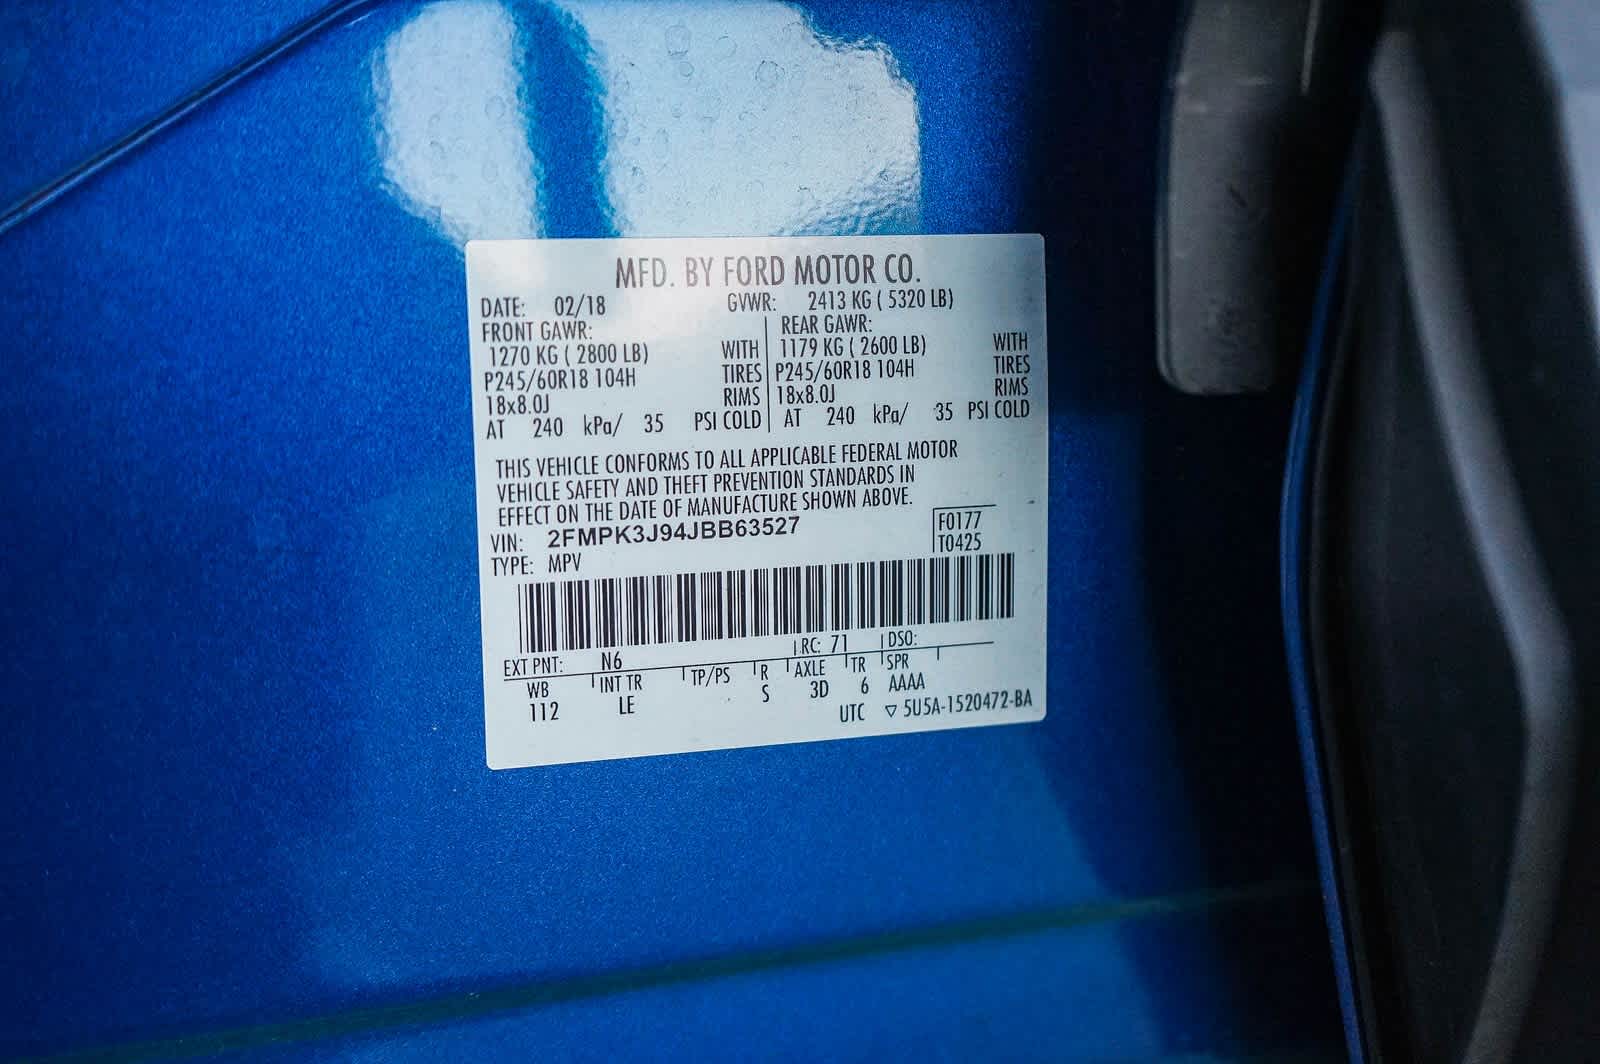 MFD. BY FORD MOTOR CO.
DATE: 02/18 GVWR: 2413 KG ( 5320 LB)
FRONT GAWR: REAR GAWR:
1270 KG ( 2800 LB) WITH 1179 KG ( 2600 LB) WITH
P245/60R18 104H TIRES P245/60R18 104H TIRES
18x8.0J RIMS 18x8.0J RIMS
AT 240 kPa/ 35 PSI COLD AT 240 kPa/ 35 PSI COLD
THIS VEHICLE CONFORMS TO ALL APPLICABLE FEDERAL MOTOR
VEHICLE SAFETY AND THEFT PREVENTION STANDARDS IN
EFFECT ON THE DATE OF MANUFACTURE SHOWN ABOVE.
VIN: 2FMPK3J94JBB63527 F0177
TYPE: MPV T0425
EXT PNT: N6 RC: 71 DSO:
WB INT TR TP/PS R AXLE TR SPR
112 LE S 3D 6 AAAA
UTC ▽ 5U5A-1520472-BA